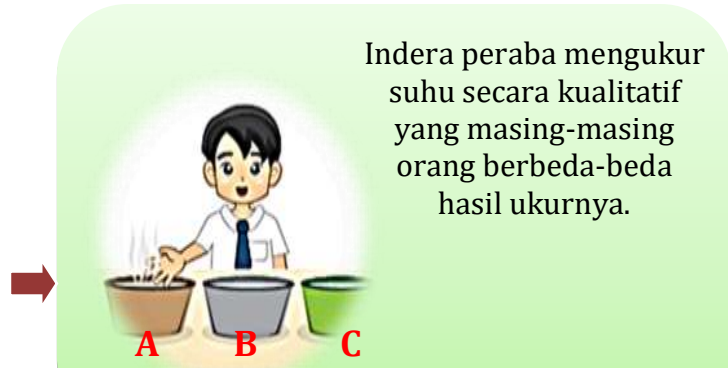 Indera peraba mengukur
suhu secara kualitatif
yang masing-masing
orang berbeda-beda
hasil ukurnya.
A B C